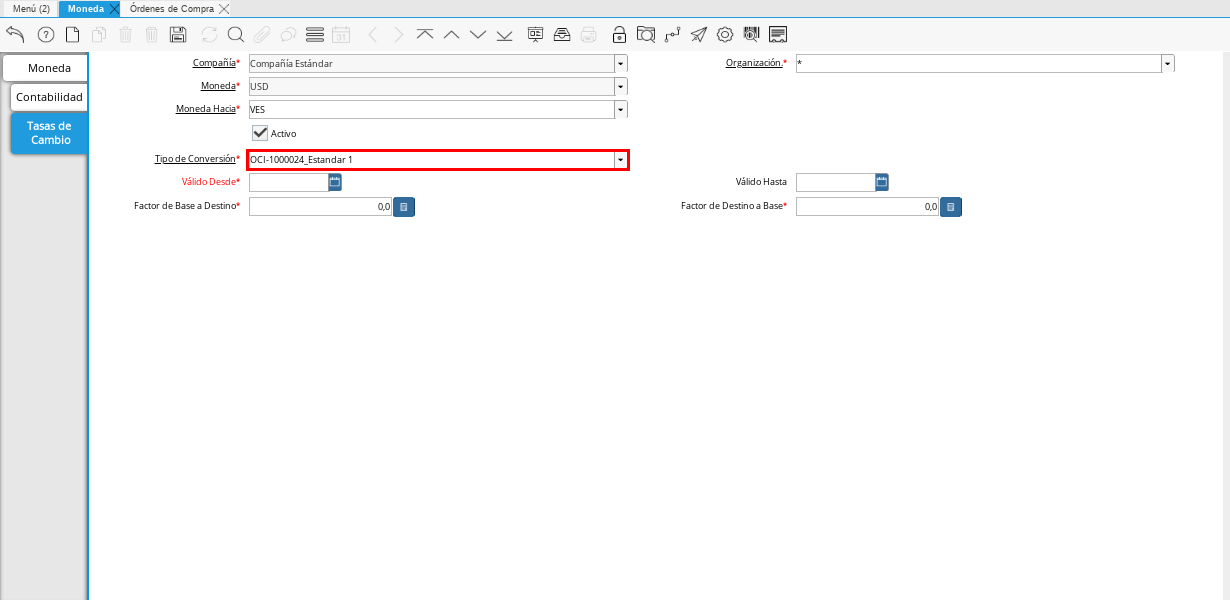 Menú (2) Moneda Órdenes de Compra
?
31
Moneda
Contabilidad
Tasas de
Cambio
Compañía* Compañía Estándar Organización.* *
Moneda* USD
Moneda Hacia* VES
Activo
Tipo de Conversión* OCI-1000024_Estandar 1
Válido Desde* Válido Hasta
Factor de Base a Destino* 0,0 Factor de Destino a Base* 0,0